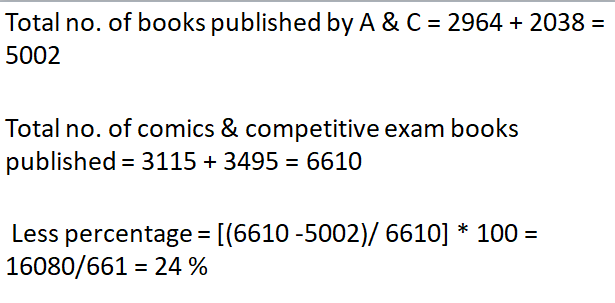 Total no. of books published by A & C = 2964 + 2038 =
5002
Total no. of comics & competitive exam books
published = 3115 + 3495 = 6610
Less percentage = [(6610 -5002)/ 6610] * 100 =
16080/661 = 24 %